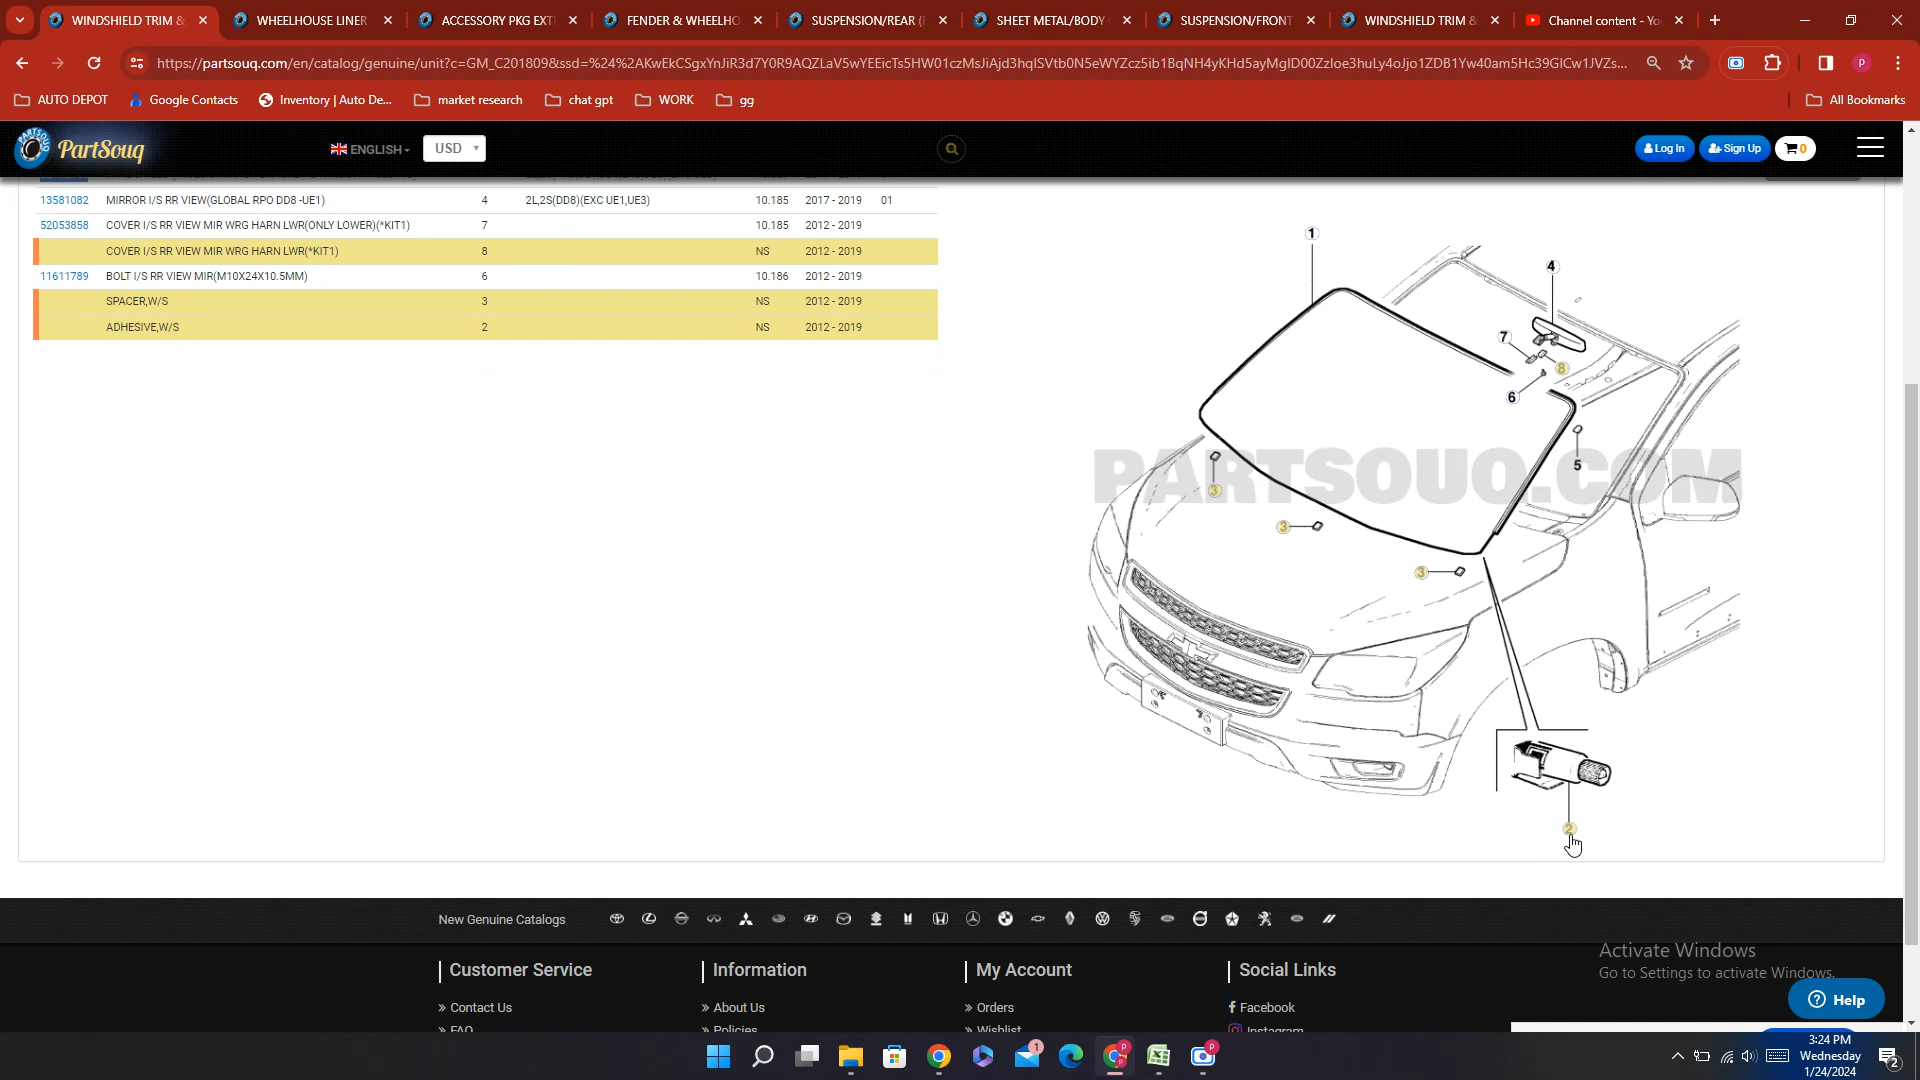 WINDSHIELD TRIM &
WHEELHOUSE LINER
ACCESSORY PKG EXTE
FENDER & WHEELHO
SUSPENSION/REAR (
SHEET METAL/BODY
SUSPENSION/FRONT
WINDSHIELD TRIM &
Channel content - Yo
https://partsouq.com/en/catalog/genuine/unit?c=GM_C201809&ssd=
AUTO DEPOT
Google Contacts
Inventory | Auto De...
market research
chat gpt
WORK
gg
All Bookmarks
PartSouq
ENGLISH
USD
Log In
Sign Up
0
13581082 MIRROR I/S RR VIEW(GLOBAL RPO DD8 -UE1) 4 2L,2S(DD8)(EXC UE1,UE3) 10.185 2017 - 2019 01
52053858 COVER I/S RR VIEW MIR WRG HARN LWR(ONLY LOWER)(*KIT1) 7 10.185 2012 - 2019
COVER I/S RR VIEW MIR WRG HARN LWR(*KIT1) 8 NS 2012 - 2019
11611789 BOLT I/S RR VIEW MIR(M10X24X10.5MM) 6 10.186 2012 - 2019
SPACER,W/S 3 NS 2012 - 2019
ADHESIVE,W/S 2 NS 2012 - 2019
1
4
7
8
6
5
3
3
3
2
PARTSOUQ.COM
New Genuine Catalogs
Customer Service
Information
My Account
Social Links
Contact Us
About Us
Orders
Facebook
FAQ
Policies
Wishlist
Instagram
Activate Windows
Go to Settings to activate Windows.
Help
3:24 PM
Wednesday
1/24/2024
1
2